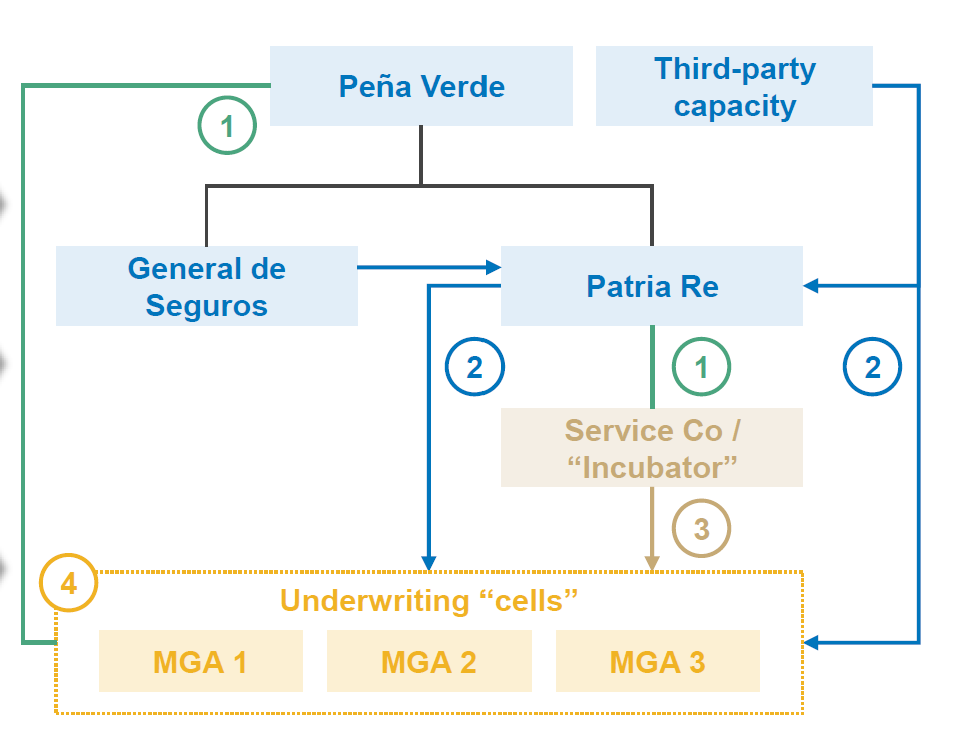 Peña Verde
Third-party
capacity
1
General de
Seguros
Patria Re
2
1
2
Service Co /
“Incubator”
3
4
Underwriting “cells”
MGA 1
MGA 2
MGA 3